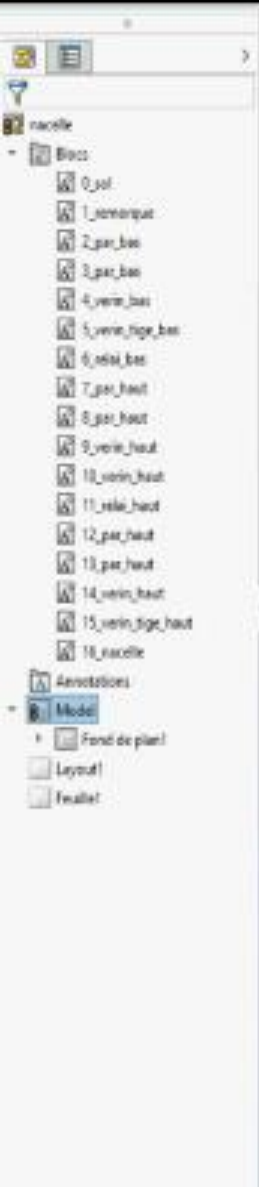 nacelle
Blocs
0_sol
1_remorque
2_par_bas
3_par_bas
4_verin_bas
5_verin_tige_bas
6_relai_bas
7_par_haut
8_par_haut
9_verin_haut
10_verin_haut
11_relai_haut
12_par_haut
13_par_haut
14_verin_haut
15_verin_tige_haut
16_nacelle
Annotations
Model
Fond de plan1
Layout1
Feuille1